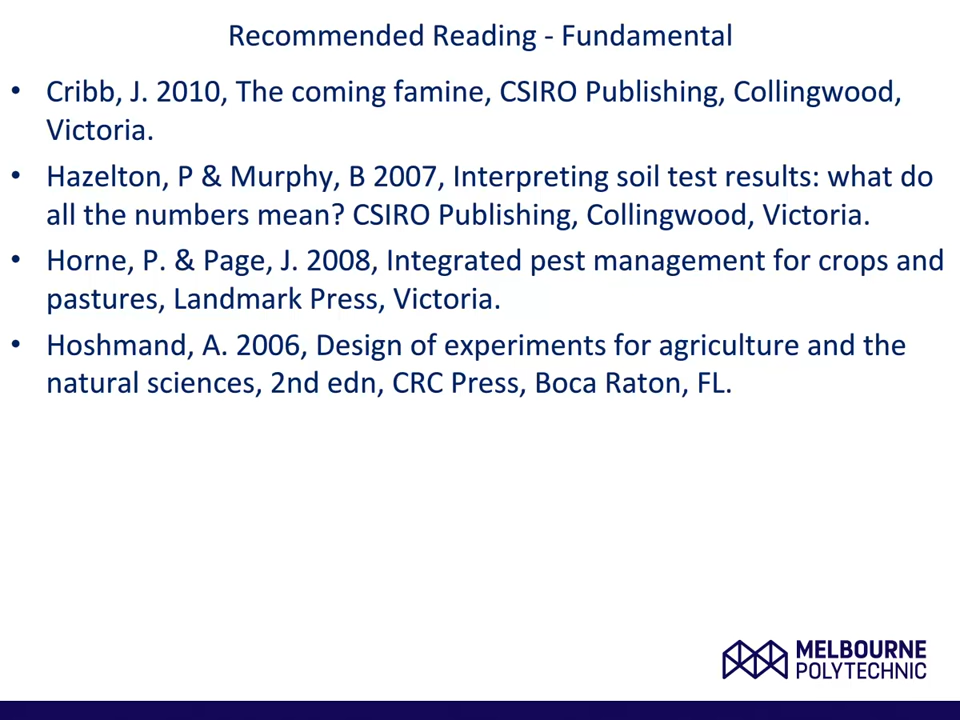 Recommended Reading - Fundamental
• Cribb, J. 2010, The coming famine, CSIRO Publishing, Collingwood,
Victoria.
• Hazelton, P & Murphy, B 2007, Interpreting soil test results: what do
all the numbers mean? CSIRO Publishing, Collingwood, Victoria.
• Horne, P. & Page, J. 2008, Integrated pest management for crops and
pastures, Landmark Press, Victoria.
• Hoshmand, A. 2006, Design of experiments for agriculture and the
natural sciences, 2nd edn, CRC Press, Boca Raton, FL.
MELBOURNE
POLYTECHNIC